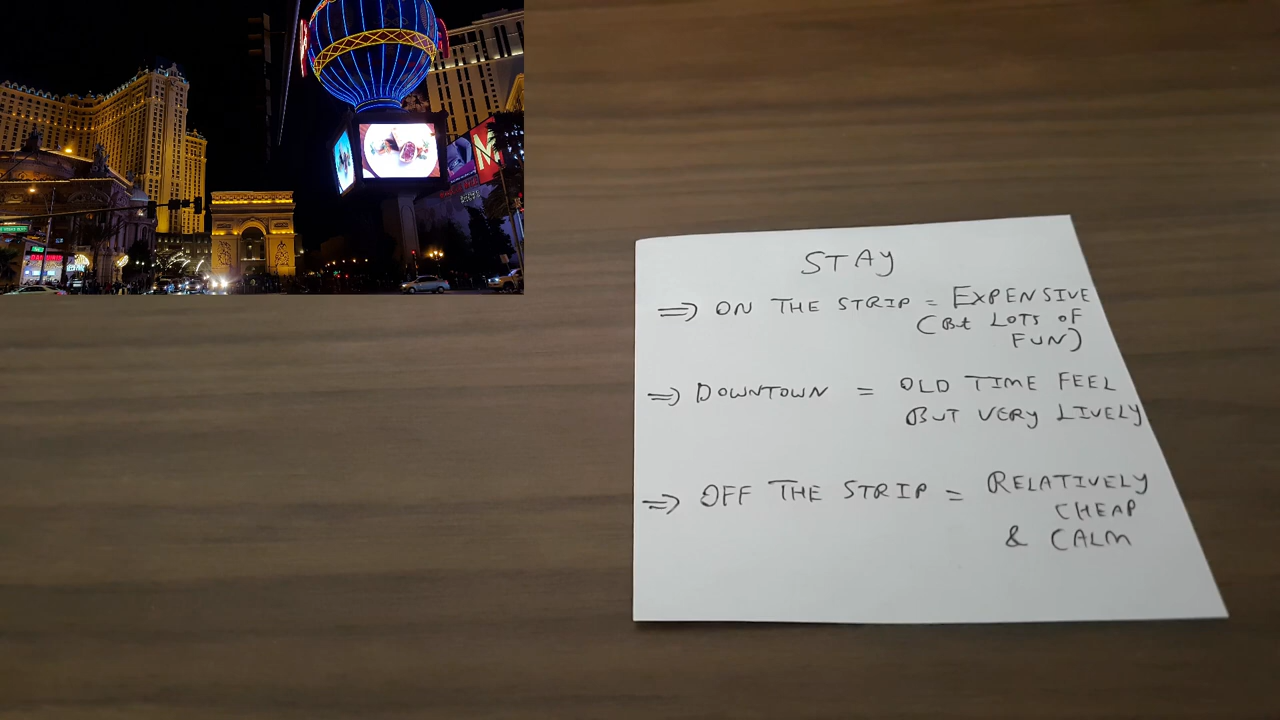 STAY
⇒ ON THE STRIP = EXPENSIVE
(But LOTS OF
FUN)
⇒ DOWNTOWN = OLD TIME FEEL
BUT VERY LIVELY
⇒ OFF THE STRIP = RELATIVELY
CHEAP
& CALM
M